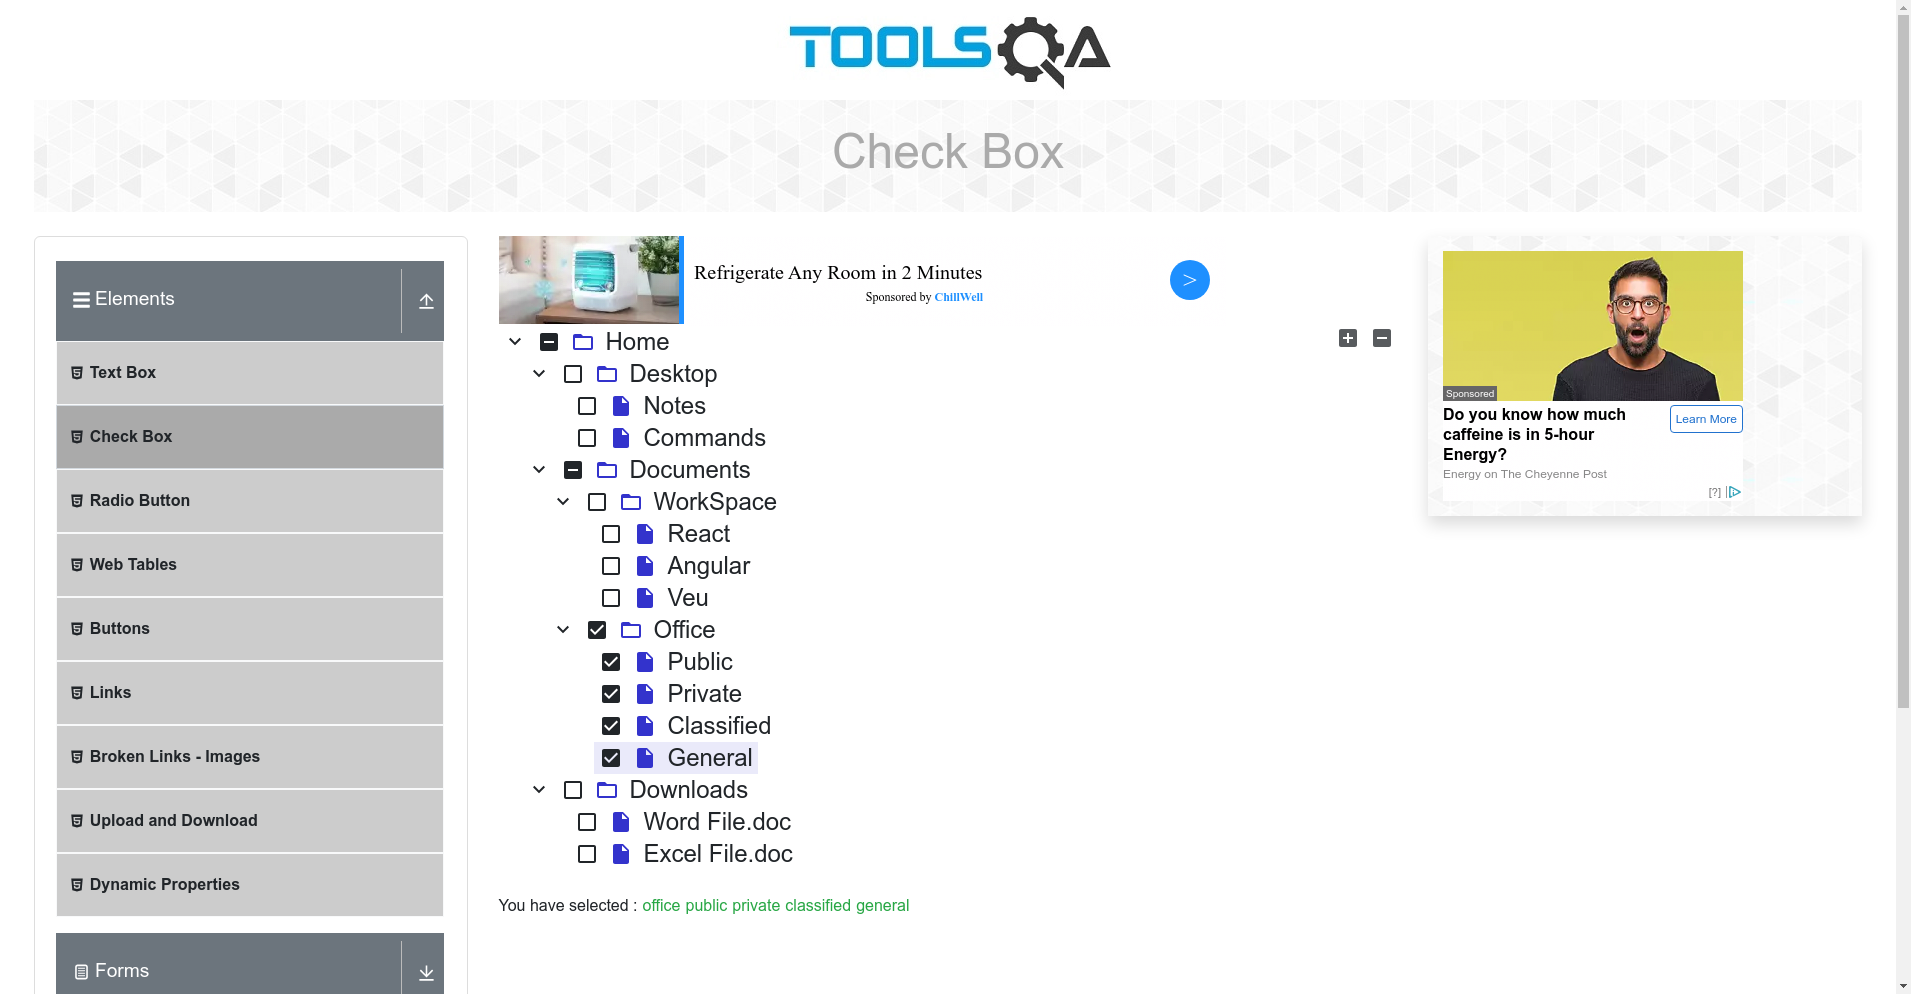 TOOLSQA
Check Box
Elements
Text Box
Check Box
Radio Button
Web Tables
Buttons
Links
Broken Links - Images
Upload and Download
Dynamic Properties
Forms
Refrigerate Any Room in 2 Minutes
Sponsored by ChillWell
>
Home
Desktop
Notes
Commands
Documents
WorkSpace
React
Angular
Veu
Office
Public
Private
Classified
General
Downloads
Word File.doc
Excel File.doc
You have selected : office public private classified general
Sponsored
Do you know how much
caffeine is in 5-hour
Energy?
Learn More
Energy on The Cheyenne Post
[?]